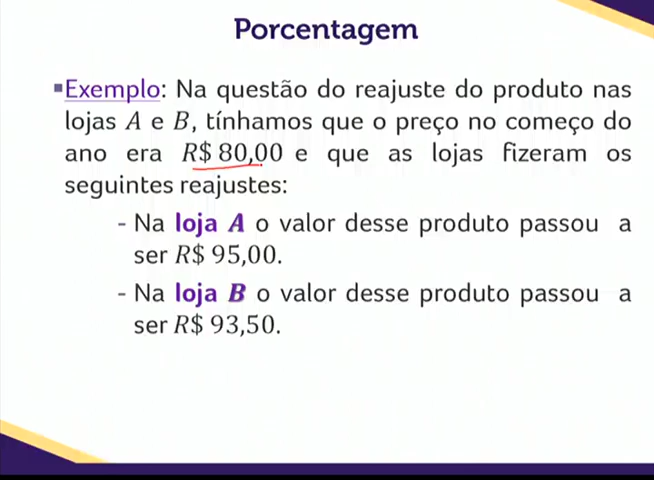 Porcentagem
▪Exemplo: Na questão do reajuste do produto nas
lojas A e B, tínhamos que o preço no começo do
ano era R$ 80,00 e que as lojas fizeram os
seguintes reajustes:
- Na loja A o valor desse produto passou a
ser R$ 95,00.
- Na loja B o valor desse produto passou a
ser R$ 93,50.